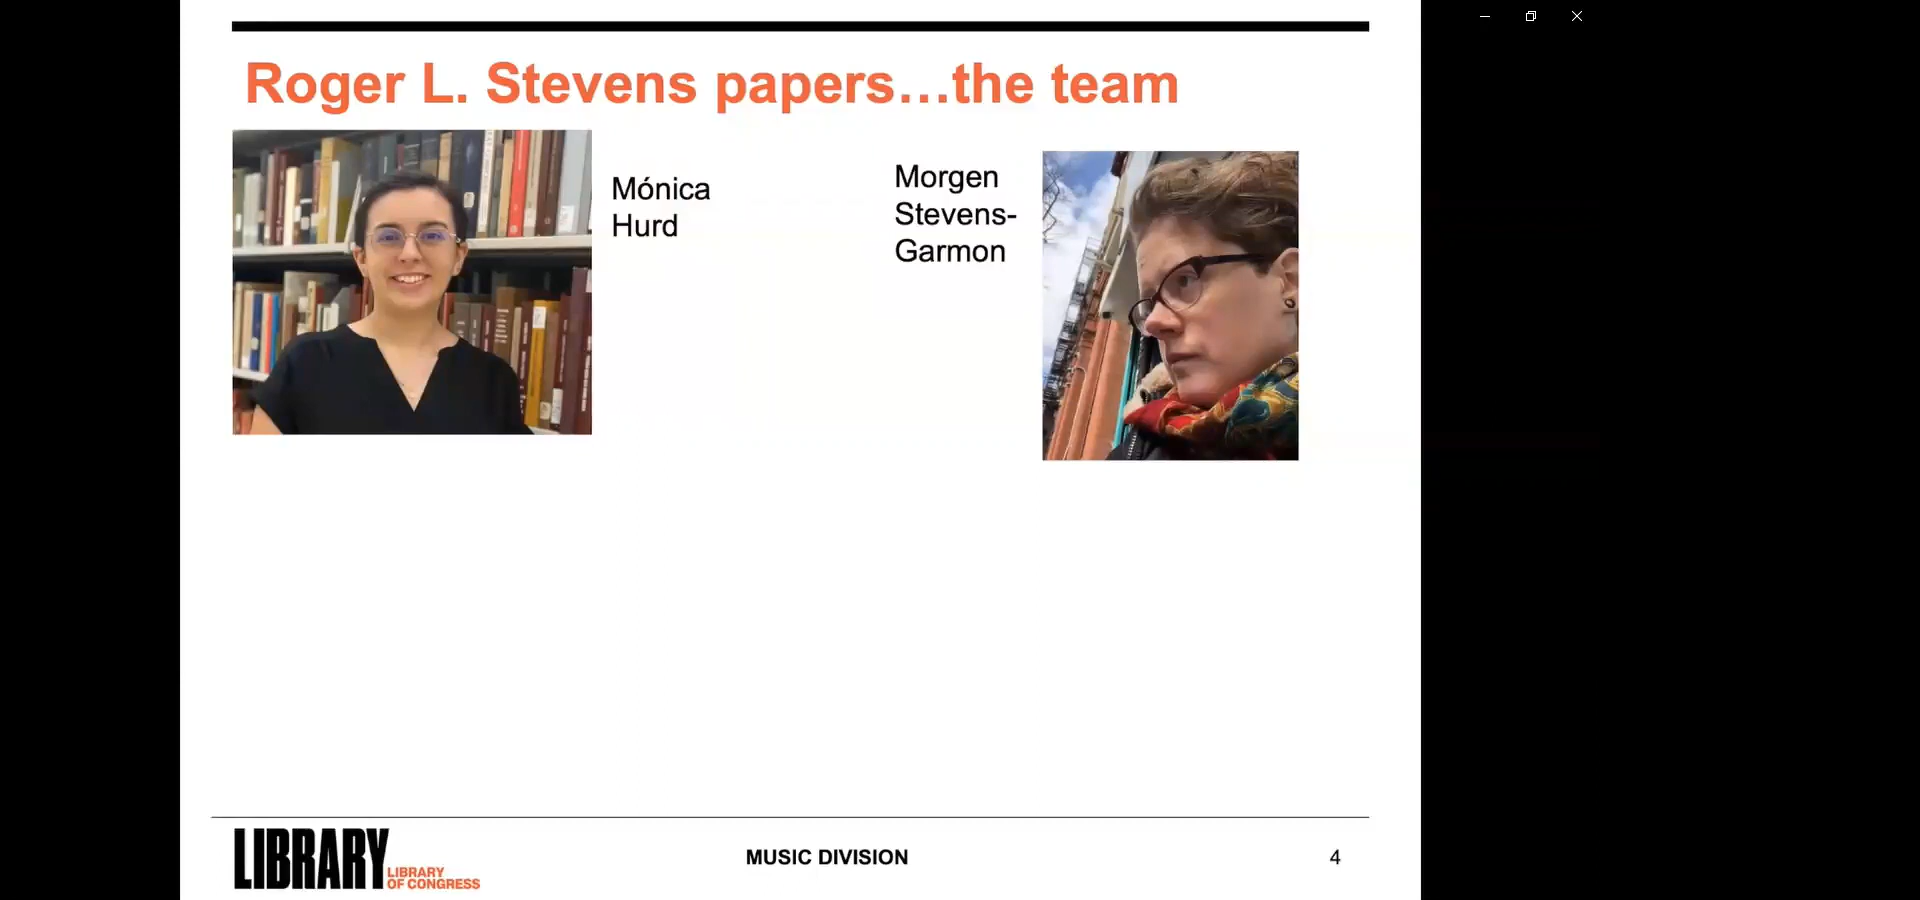 Roger L. Stevens papers…the team
Mónica
Hurd
Morgen
Stevens-
Garmon
LIBRARY
LIBRARY
OF CONGRESS
MUSIC DIVISION
4